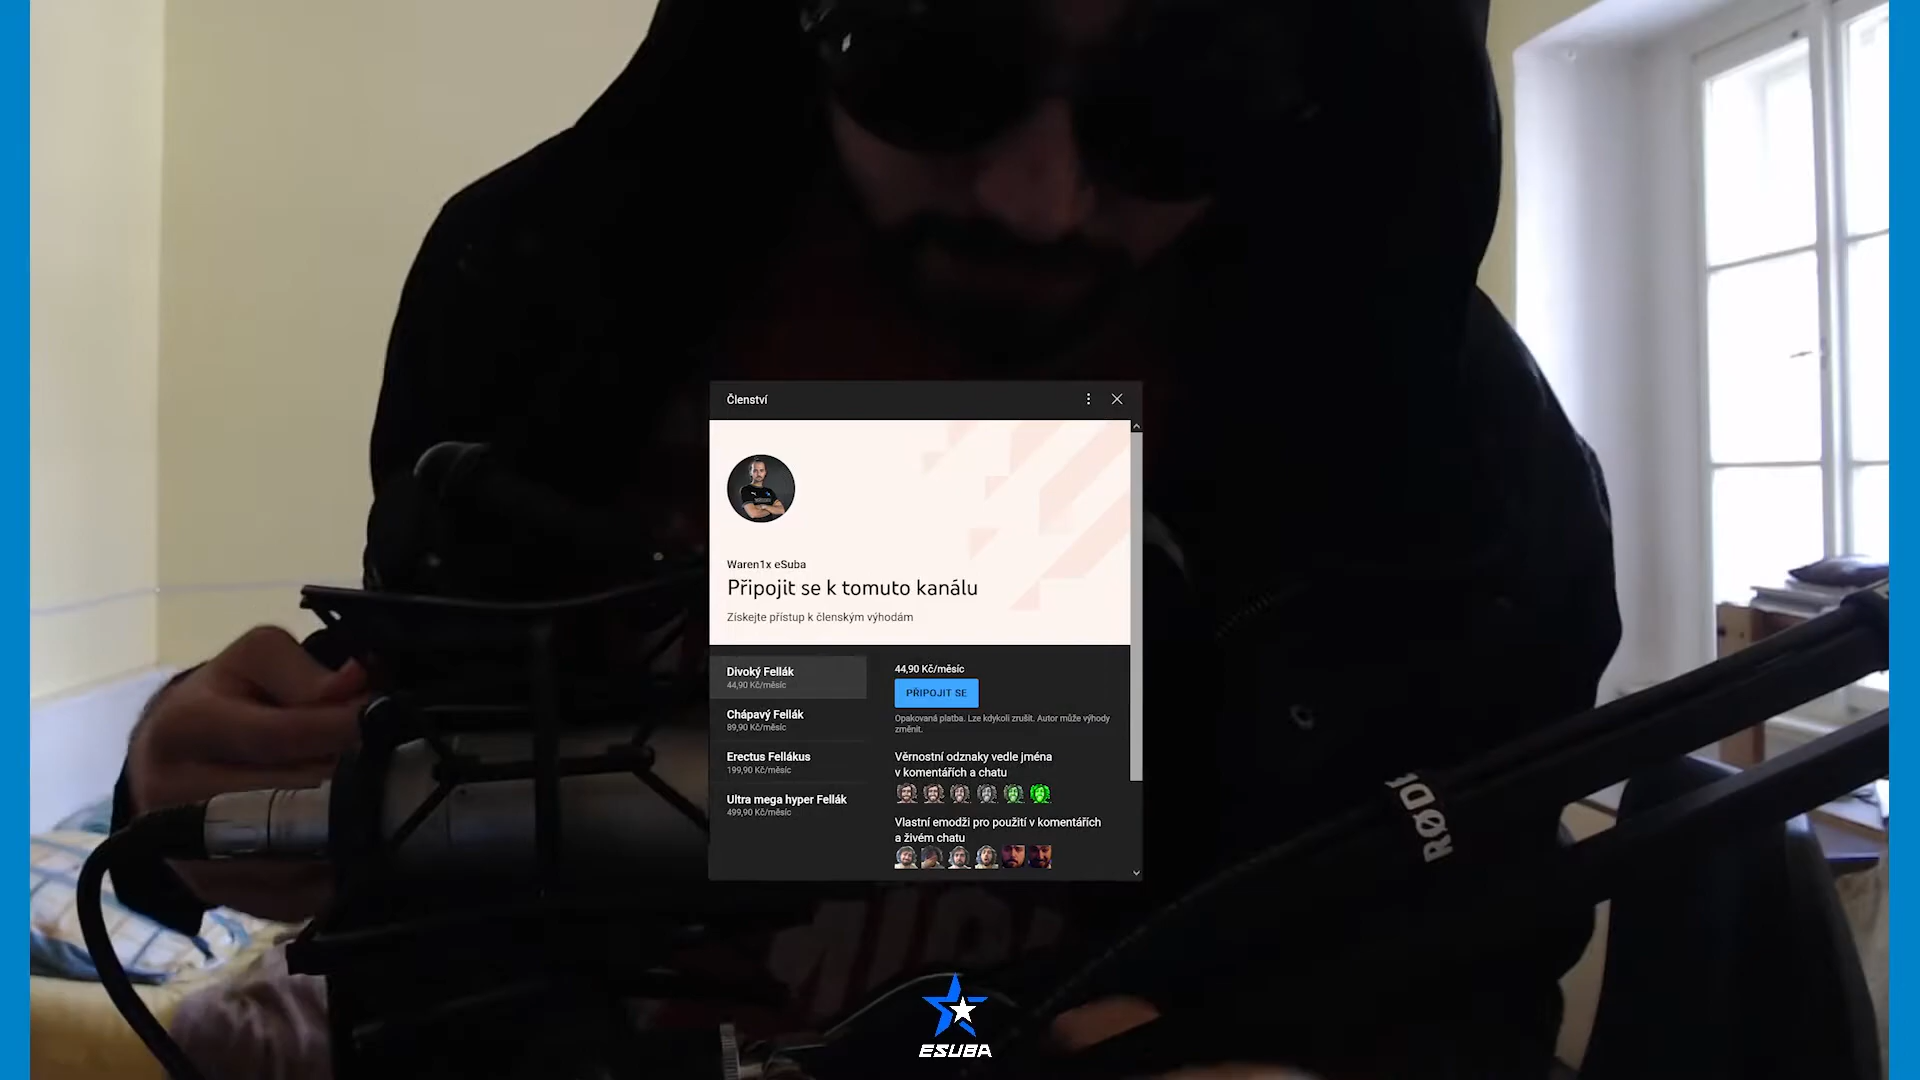 Členství
Waren1x eSuba
Připojit se k tomuto kanálu
Získejte přístup k členským výhodám
Divoký Fellák
44,90 Kč/měsíc
Chápavý Fellák
89,90 Kč/měsíc
Erectus Fellákus
199,90 Kč/měsíc
Ultra mega hyper Fellák
499,90 Kč/měsíc
44,90 Kč/měsíc
PŘIPOJIT SE
Opakovaná platba. Lze kdykoli zrušit. Autor může výhody
změnit.
Věrnostní odznaky vedle jména
v komentářích a chatu
Vlastní emodži pro použití v komentářích
a živém chatu
RØDE
ESUBA